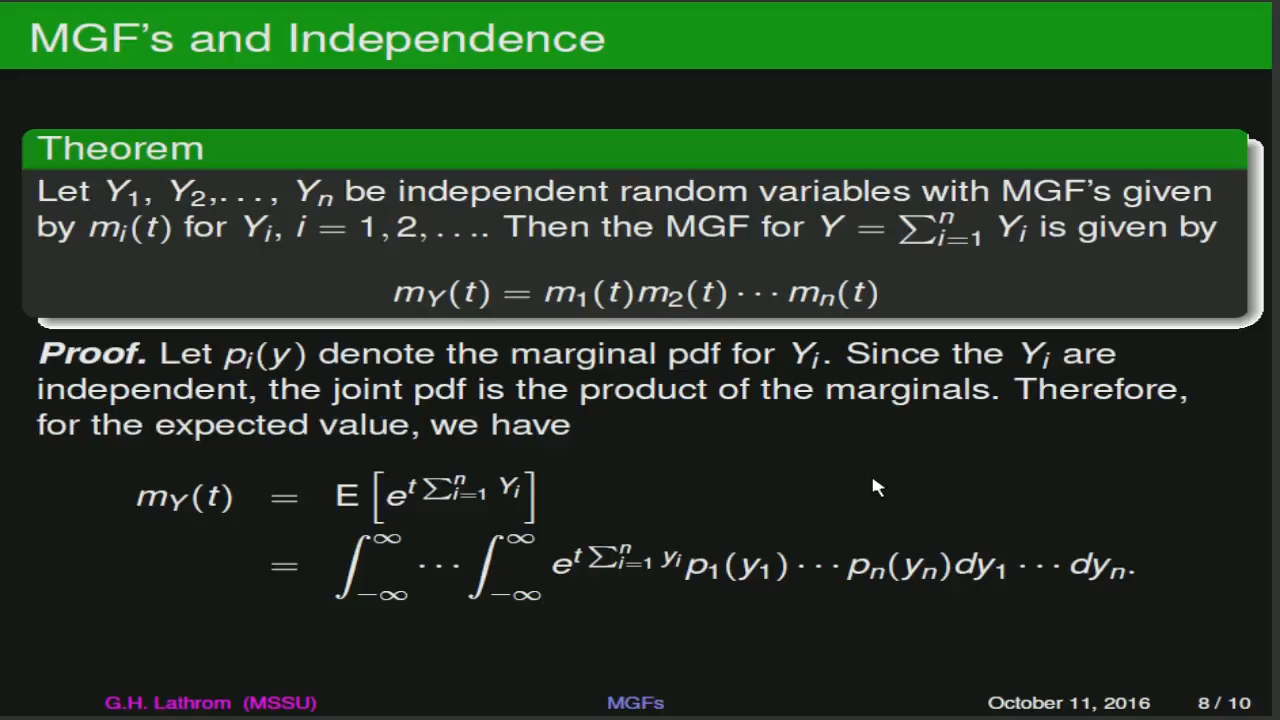 MGF's and Independence
Theorem
Let Y₁, Y₂,..., Yₙ be independent random variables with MGF's given
by mᵢ(t) for Yᵢ, i = 1, 2, .... Then the MGF for Y = ∑ⁿᵢ₌₁ Yᵢ is given by
m_Y(t) = m₁(t)m₂(t) ⋯ mₙ(t)
Proof. Let pᵢ(y) denote the marginal pdf for Yᵢ. Since the Yᵢ are
independent, the joint pdf is the product of the marginals. Therefore,
for the expected value, we have
m_Y(t) = E [e^{t ∑ⁿᵢ₌₁ Yᵢ}]
= ∫_{-∞}^{∞} ⋯ ∫_{-∞}^{∞} e^{t ∑ⁿᵢ₌₁ yᵢ} p₁(y₁) ⋯ pₙ(yₙ)dy₁ ⋯ dyₙ.
G.H. Lathrom (MSSU) MGFs October 11, 2016 8 / 10